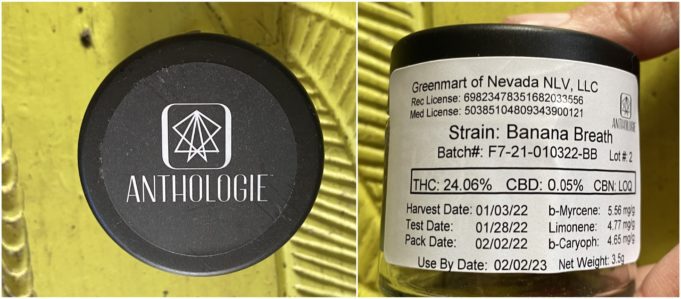 ANTHOLOGIE
Greenmart of Nevada NLV, LLC
Rec License: 69823478351682033556
Med License: 50385104809343900121
ANTHOLOGIE
Strain: Banana Breath
Batch#: F7-21-010322-BB Lot #: 2
THC: 24.06% CBD: 0.05% CBN: LOQ
Harvest Date: 01/03/22 b-Myrcene: 5.56 mg/g
Test Date: 01/28/22 Limonene: 4.77 mg/g
Pack Date: 02/02/22 b-Caryoph: 4.65 mg/g
Use By Date: 02/02/23 Net Weight: 3.5g